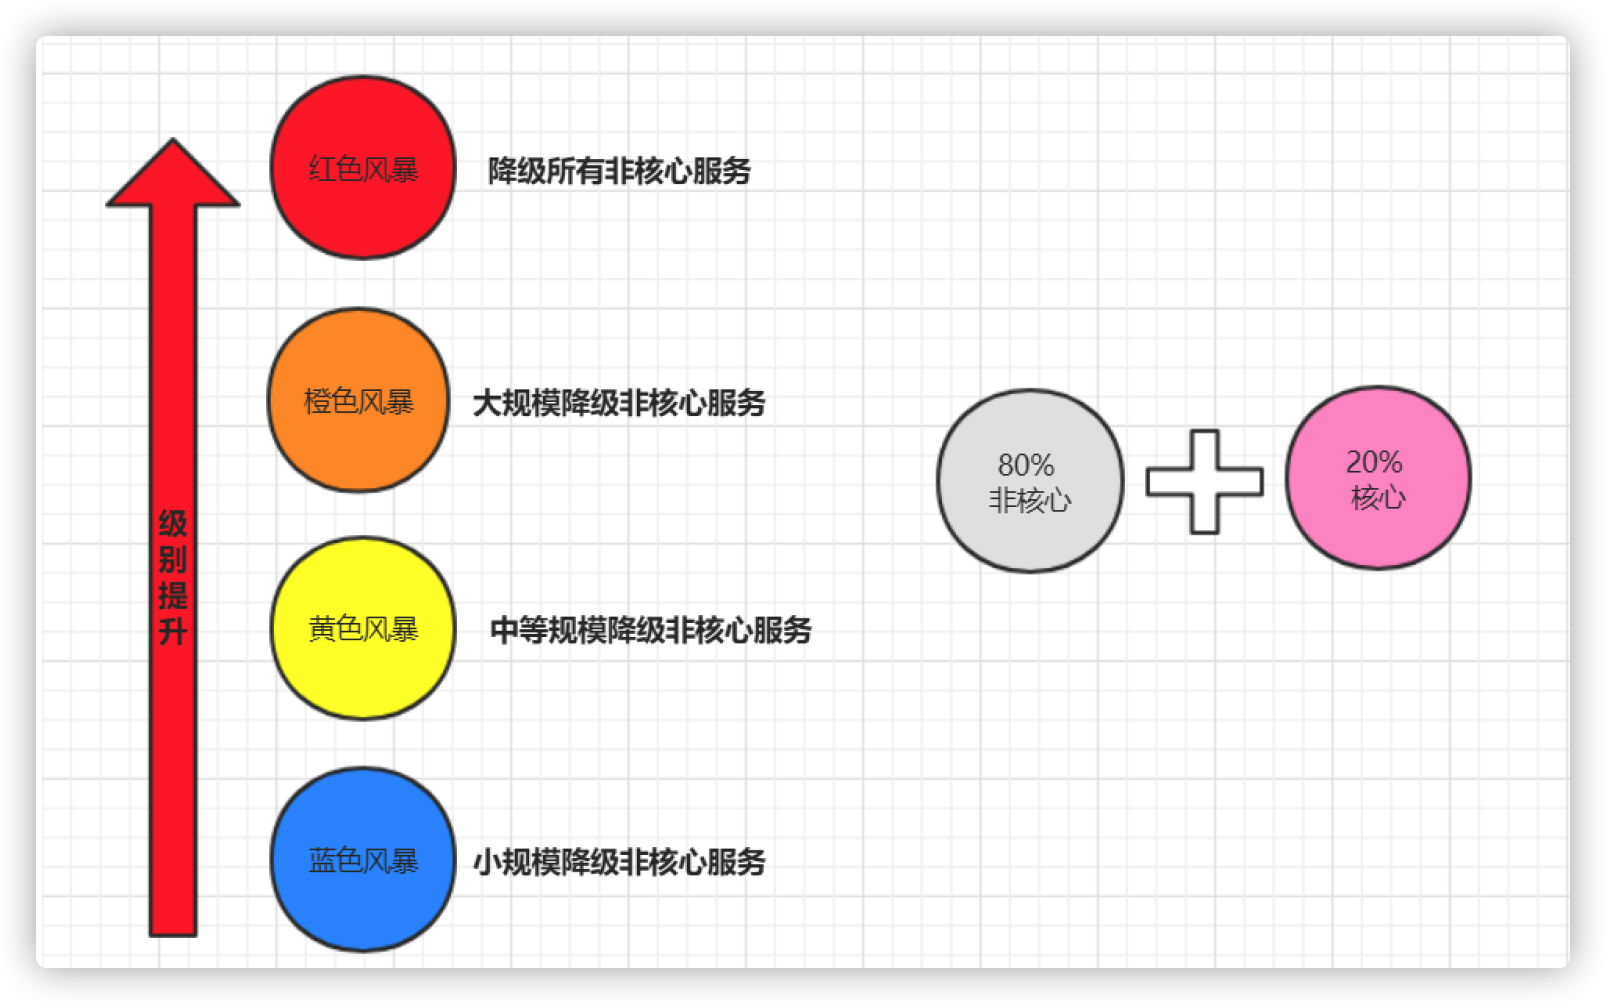 红色风暴
降级所有非核心服务
橙色风暴
大规模降级非核心服务
级
别
提
升
黄色风暴
中等规模降级非核心服务
蓝色风暴
小规模降级非核心服务
80%
非核心
20%
核心